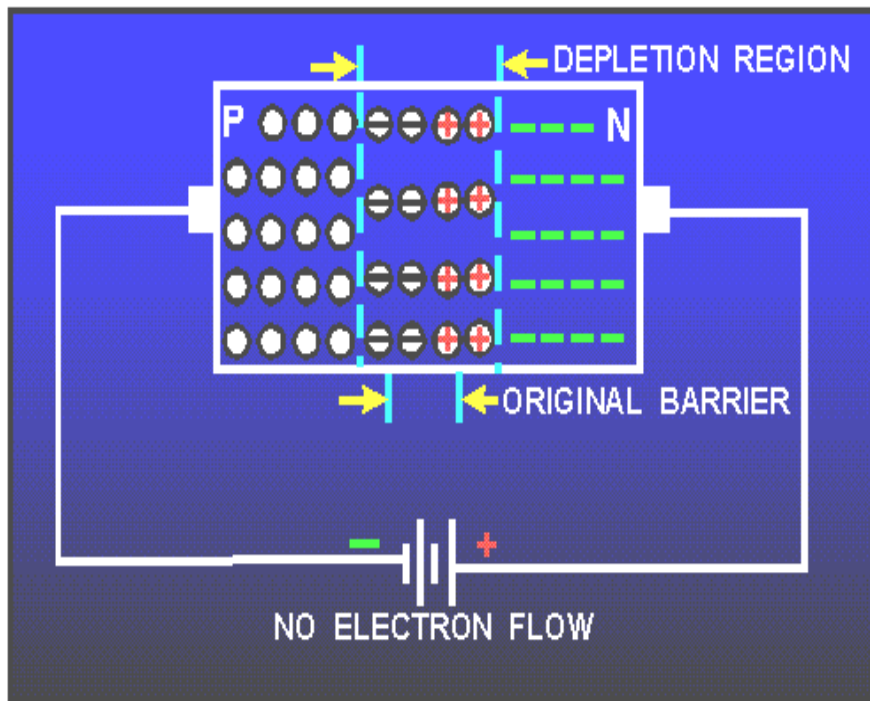 DEPLETION REGION
P N
ORIGINAL BARRIER
- +
NO ELECTRON FLOW